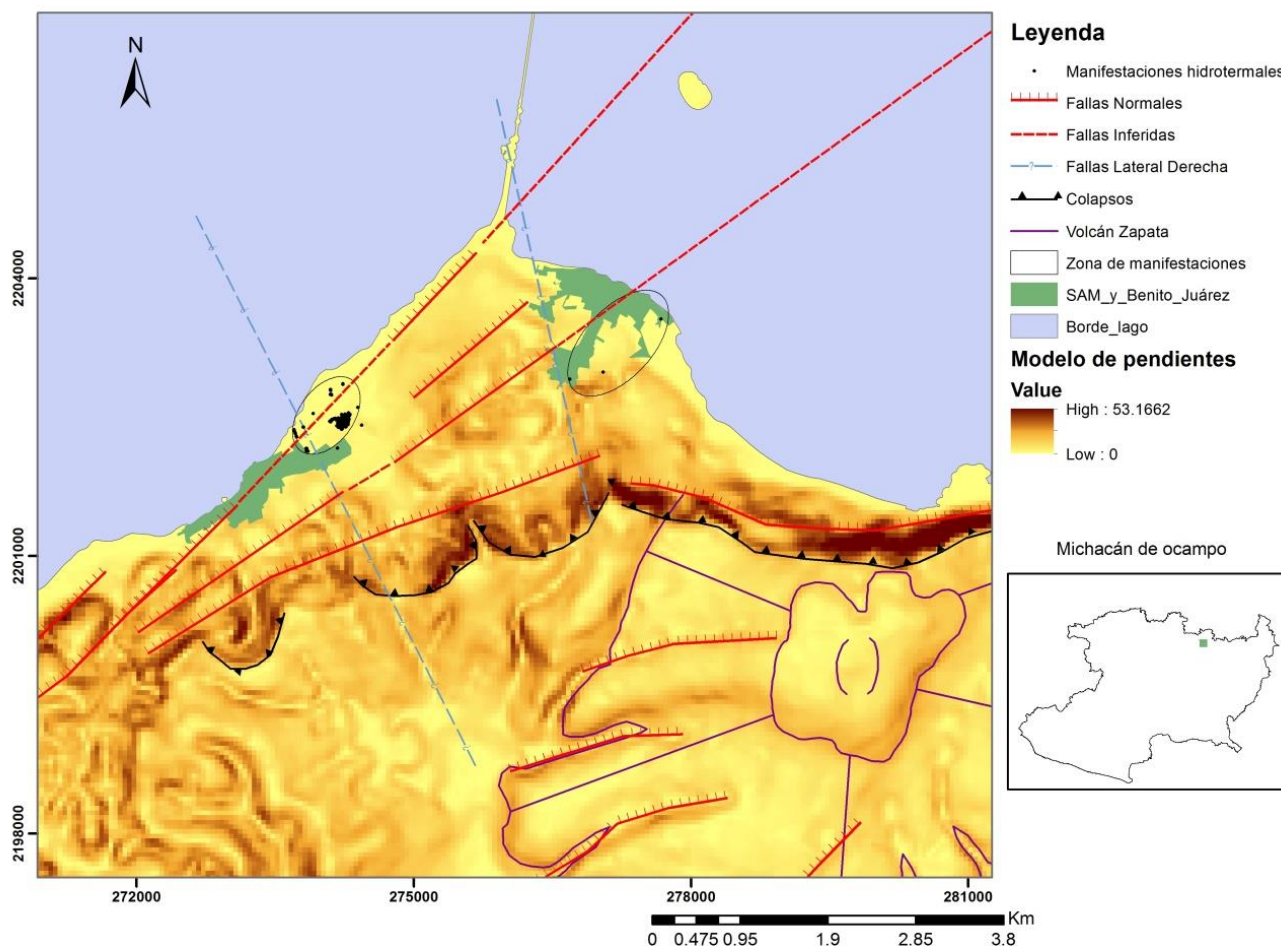 N
2204000
2201000
2198000
272000
275000
278000
281000
Leyenda
Manifestaciones hidrotermales
Fallas Normales
Fallas Inferidas
Fallas Lateral Derecha
Colapsos
Volcán Zapata
Zona de manifestaciones
SAM_y_Benito_Juárez
Borde_lago
Modelo de pendientes
Value
High : 53.1662
Low : 0
Michacán de ocampo
Km
0 0.475 0.95 1.9 2.85 3.8